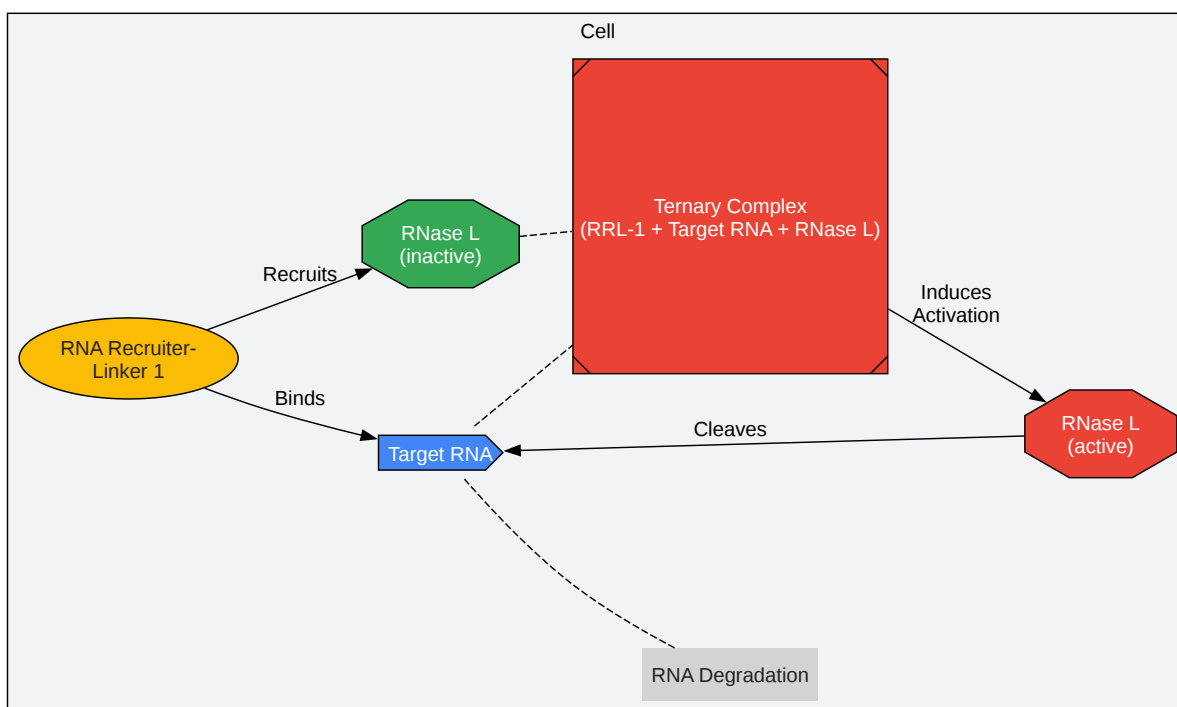 Cell
Ternary Complex
(RRL-1 + Target RNA + RNase L)
RNase L
(inactive)
Recruits
Induces
Activation
RNA Recruiter-
Linker 1
Binds
RNase L
(active)
Cleaves
Target RNA
RNA Degradation